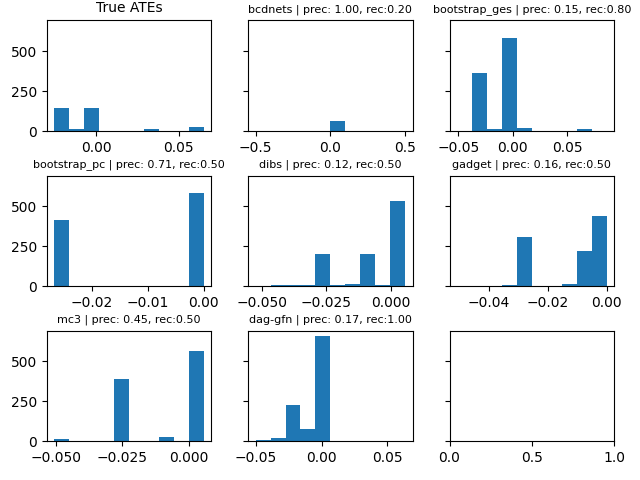 True ATEs
bcdnets | prec: 1.00, rec:0.20
bootstrap_ges | prec: 0.15, rec:0.80
500
250
0
0.00 0.05
−0.5 0.0 0.5
−0.05 0.00 0.05
bootstrap_pc | prec: 0.71, rec:0.50
dibs | prec: 0.12, rec:0.50
gadget | prec: 0.16, rec:0.50
500
250
0
−0.02 −0.01 0.00
−0.050 −0.025 0.000
−0.04 −0.02 0.00
mc3 | prec: 0.45, rec:0.50
dag-gfn | prec: 0.17, rec:1.00
500
250
0
−0.050 −0.025 0.000
−0.05 0.00 0.05
0.0 0.5 1.0